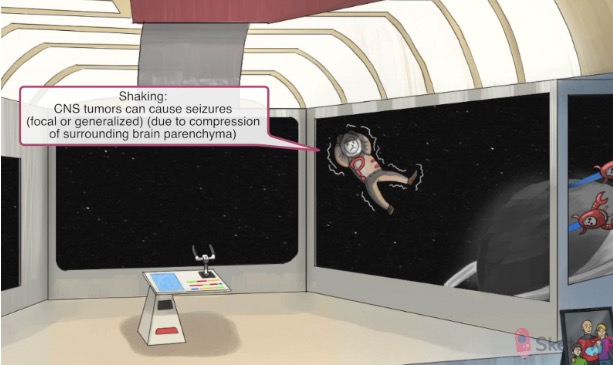 Shaking:
CNS tumors can cause seizures
(focal or generalized) (due to compression
of surrounding brain parenchyma)